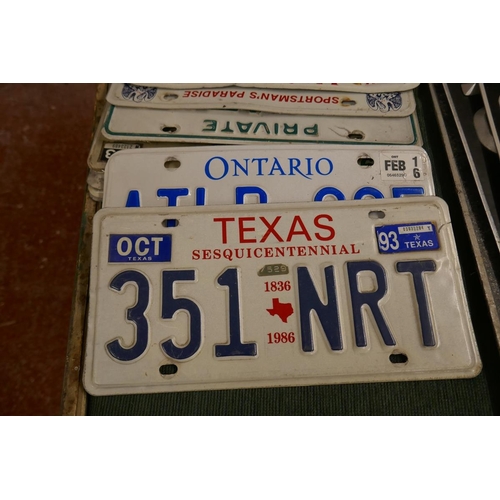 SPORTSMAN'S PARADISE
PRIVATE
ONTARIO
FEB 16
TEXAS
SESQUICENTENNIAL
OCT
TEXAS
93
TEXAS
1836
351 NRT
1986